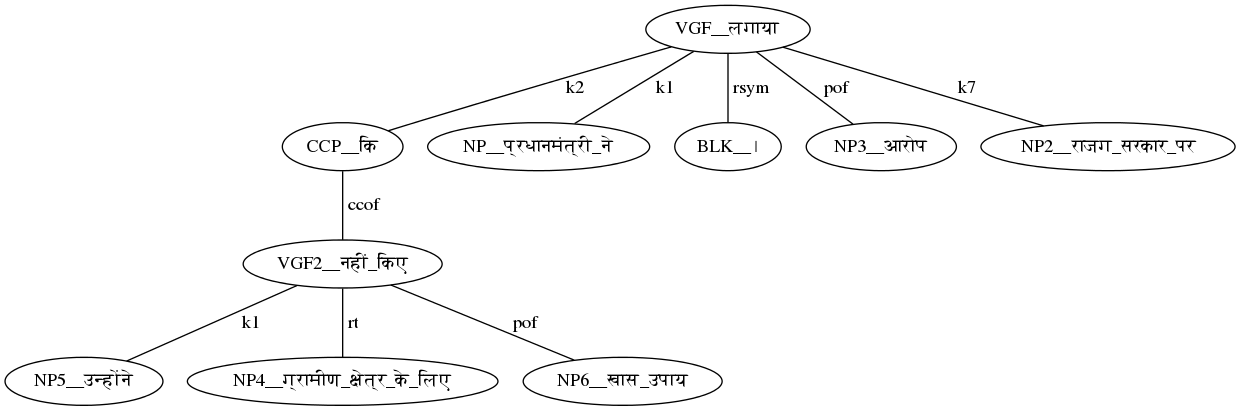 VGF__लगाया
k2 k1 rsym pof k7
CCP__कि NP__प्रधानमंत्री_ने BLK__। NP3__आरोप NP2__राजग_सरकार_पर
ccof
VGF2__नहीं_किए
k1 rt pof
NP5__उन्होंने NP4__ग्रामीण_क्षेत्र_के_लिए NP6__खास_उपाय